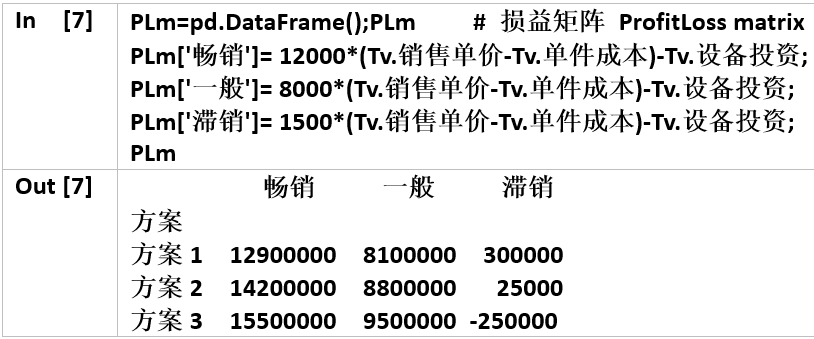 In [7] PLm=pd.DataFrame();PLm # 损益矩阵 ProfitLoss matrix
PLm['畅销']= 12000*(Tv.销售单价-Tv.单件成本)-Tv.设备投资;
PLm['一般']= 8000*(Tv.销售单价-Tv.单件成本)-Tv.设备投资;
PLm['滞销']= 1500*(Tv.销售单价-Tv.单件成本)-Tv.设备投资;
PLm
Out [7] 畅销 一般 滞销
方案
方案 1 12900000 8100000 300000
方案 2 14200000 8800000 25000
方案 3 15500000 9500000 -250000